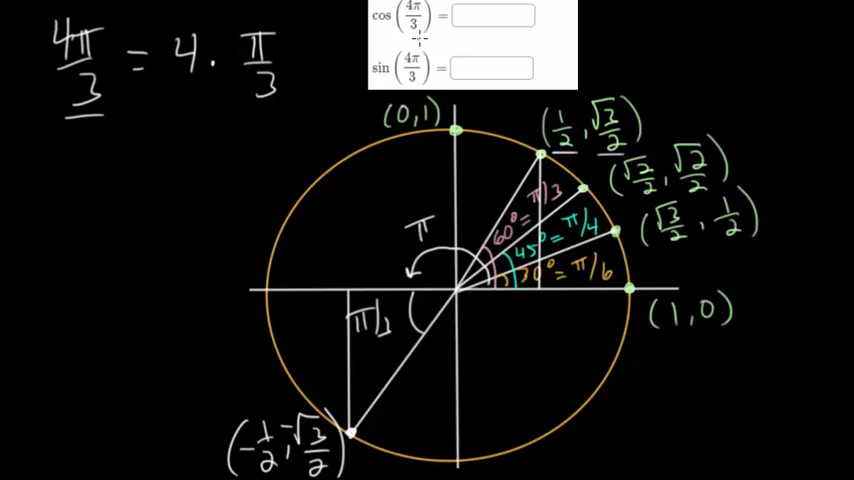 cos (4π/3) =
sin (4π/3) =
4π/3 = 4 · π/3
(0,1)
(1/2, √3/2)
(√2/2, √2/2)
(√3/2, 1/2)
60° = π/3
45° = π/4
30° = π/6
π
(1,0)
π/3
(-1/2, -√3/2)